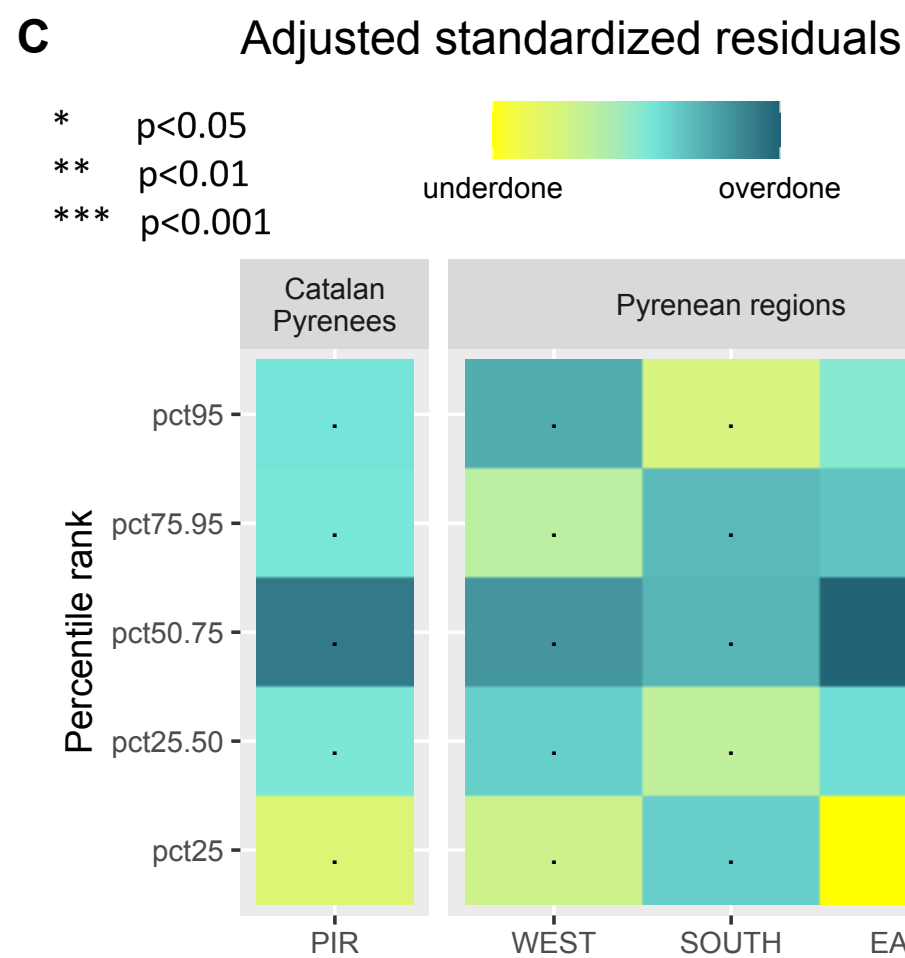 C
Adjusted standardized residuals
* p<0.05
** p<0.01
*** p<0.001
underdone overdone
Catalan
Pyrenees
Pyrenean regions
Percentile rank
pct95 . . .
pct75.95 . . .
pct50.75 . . .
pct25.50 . . .
pct25 . . .
PIR WEST SOUTH EA